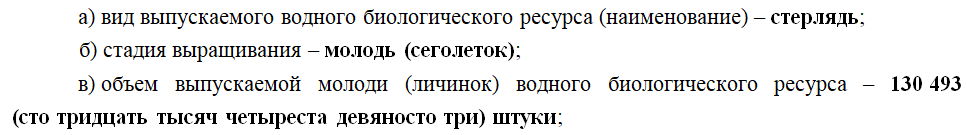 а) вид выпускаемого водного биологического ресурса (наименование) – стерлядь;
б) стадия выращивания – молодь (сеголеток);
в) объем выпускаемой молоди (личинок) водного биологического ресурса – 130 493
(сто тридцать тысяч четыреста девяносто три) штуки;